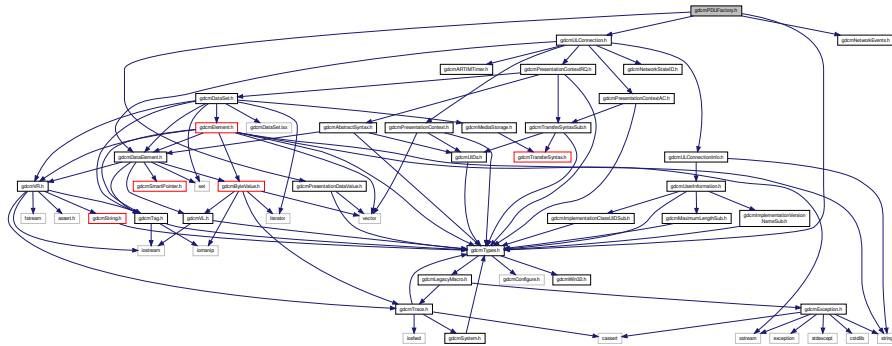 gdcmPDUFactory.h
gdcmULConnection.h
gdcmNetworkEvents.h
gdcmARTIMTimer.h
gdcmPresentationContextRQ.h
gdcmNetworkStateID.h
gdcmDataSet.h
gdcmPresentationContextAC.h
gdcmElement.h
gdcmDataSet.txx
gdcmAbstractSyntax.h
gdcmPresentationContext.h
gdcmMediaStorage.h
gdcmTransferSyntaxSub.h
gdcmDataElement.h
gdcmUIDs.h
gdcmTransferSyntax.h
gdcmULConnectionInfo.h
gdcmVR.h
gdcmSmartPointer.h
set
gdcmByteValue.h
gdcmPresentationDataValue.h
gdcmUserInformation.h
fstream
assert.h
gdcmString.h
gdcmTag.h
gdcmVL.h
iterator
vector
gdcmImplementationClassUIDSub.h
gdcmMaximumLengthSub.h
gdcmImplementationVersion
NameSub.h
iostream
iomanip
gdcmTypes.h
gdcmLegacyMacro.h
gdcmConfigure.h
gdcmWin32.h
gdcmTrace.h
gdcmException.h
iosfwd
gdcmSystem.h
cassert
sstream
exception
stdexcept
cstdlib
string